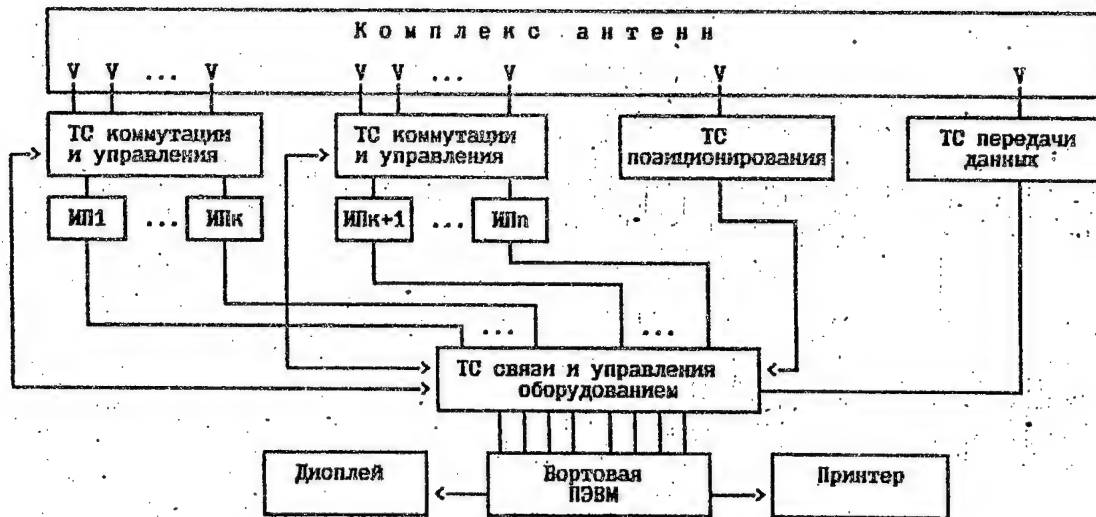 Комплекс антенн
V V ... V V V ... V V V
ТС коммутации
и управления
ТС коммутации
и управления
ТС
позиционирования
ТС передачи
данных
ИП1 ... ИПк
ИПк+1 ... ИПn
... ...
ТС связи и управления
оборудованием
Дисплей
Бортовая
ПЭВМ
Принтер